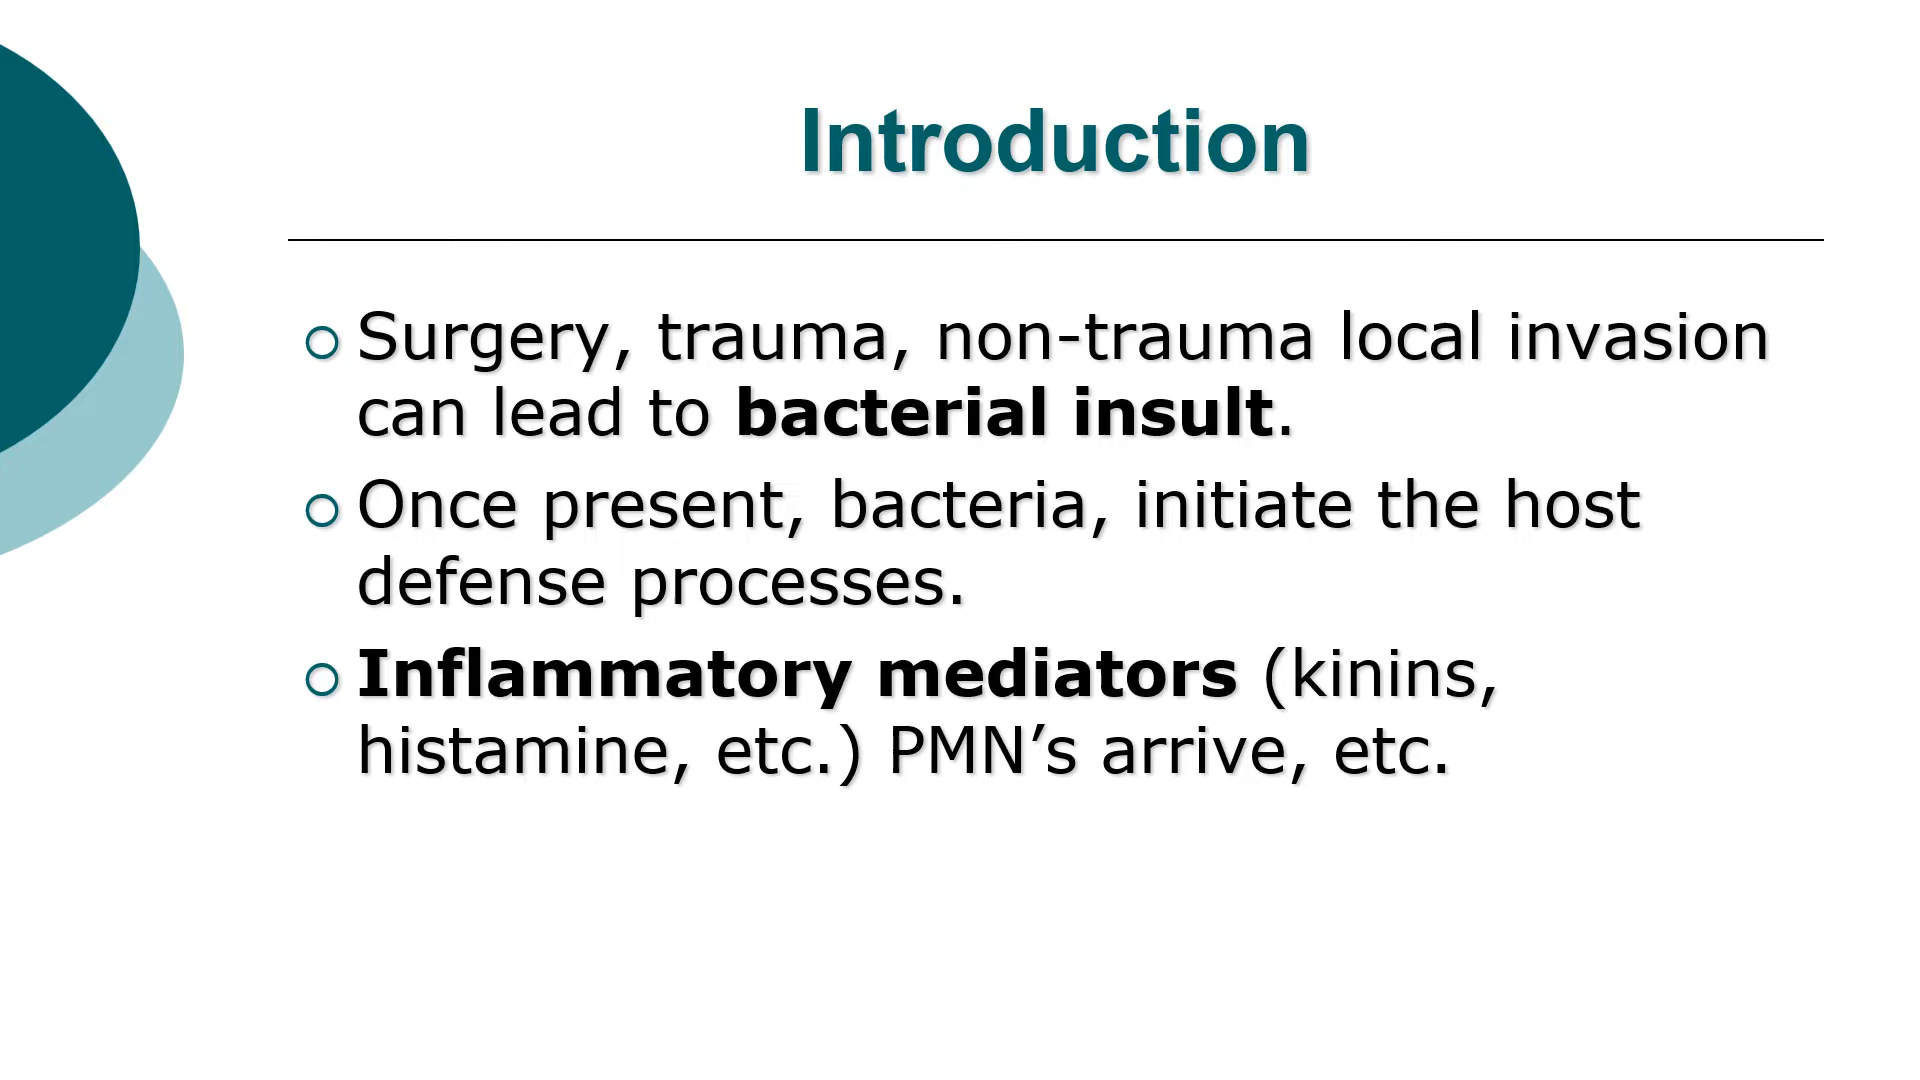 Introduction
Surgery, trauma, non-trauma local invasion
can lead to bacterial insult.
Once present, bacteria, initiate the host
defense processes.
Inflammatory mediators (kinins,
histamine, etc.) PMN’s arrive, etc.